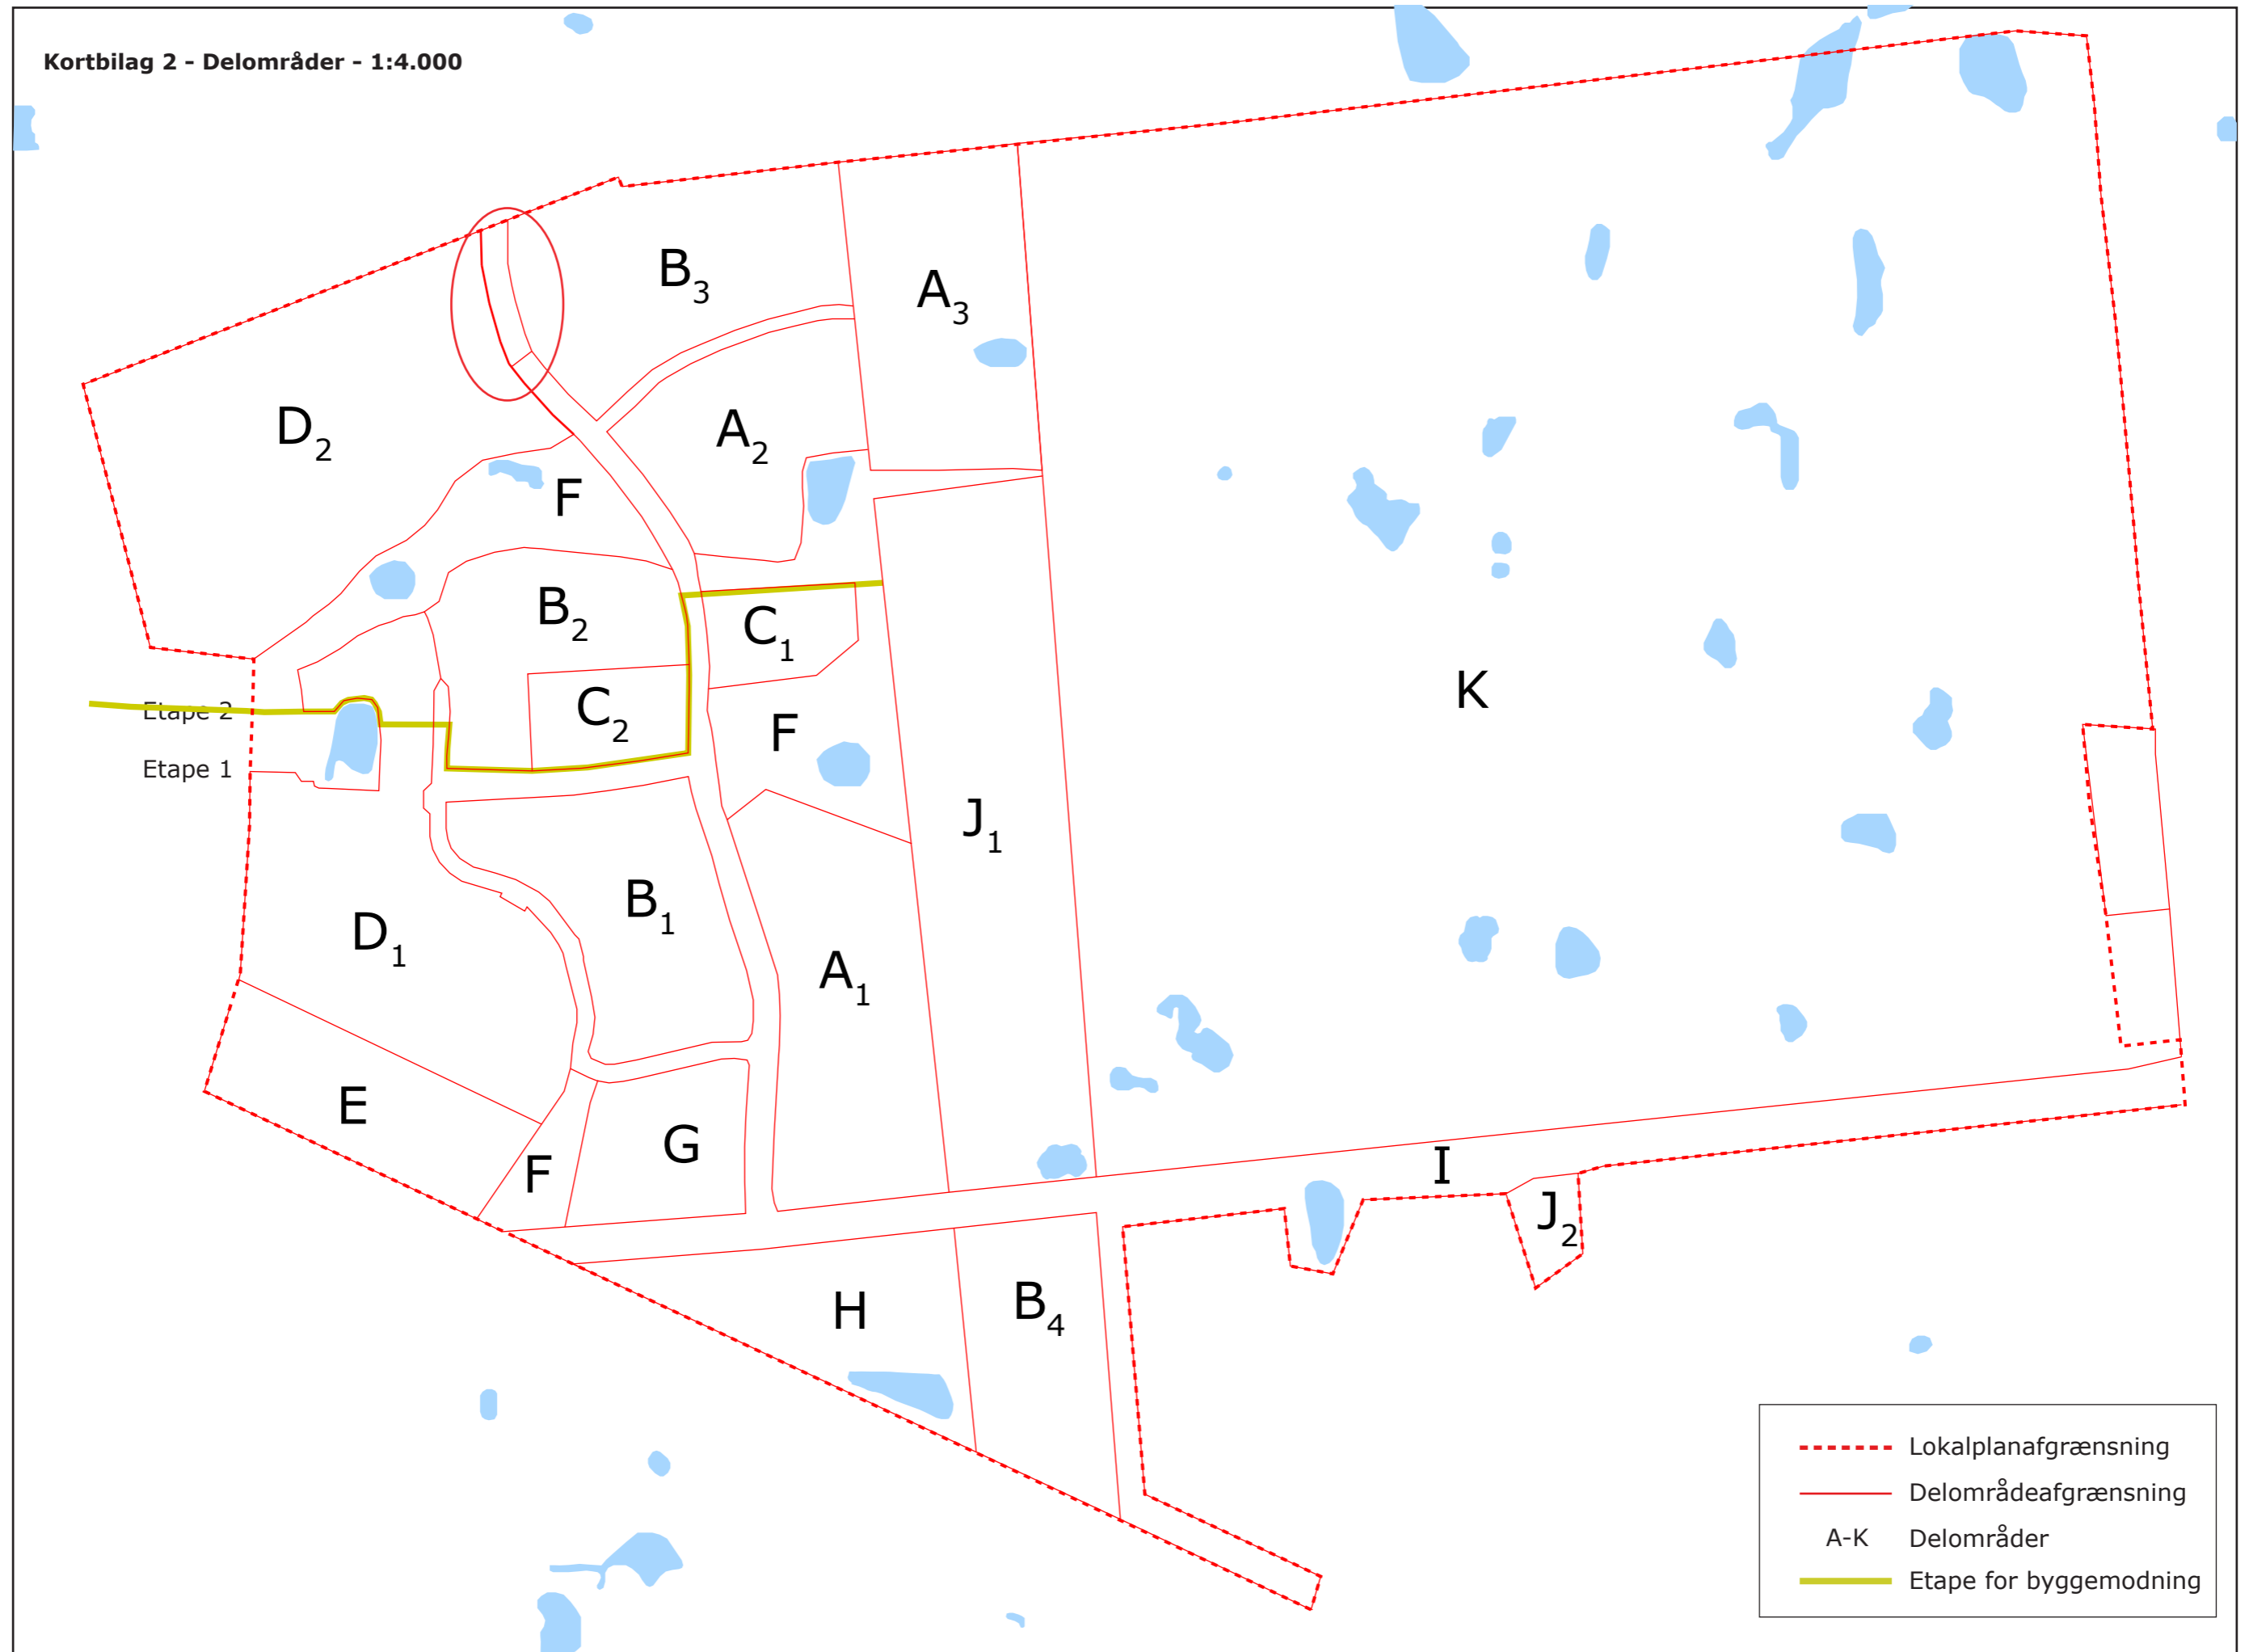 Kortbilag 2 - Delområder - 1:4.000
B3
A3
D2
A2
F
B2
C1
K
C2
Etape 2
F
Etape 1
J1
B1
D1
A1
E
G
I
F
J2
B4
H
Lokalplanafgrænsning
Delområdeafgrænsning
A-K Delområder
Etape for byggemodning